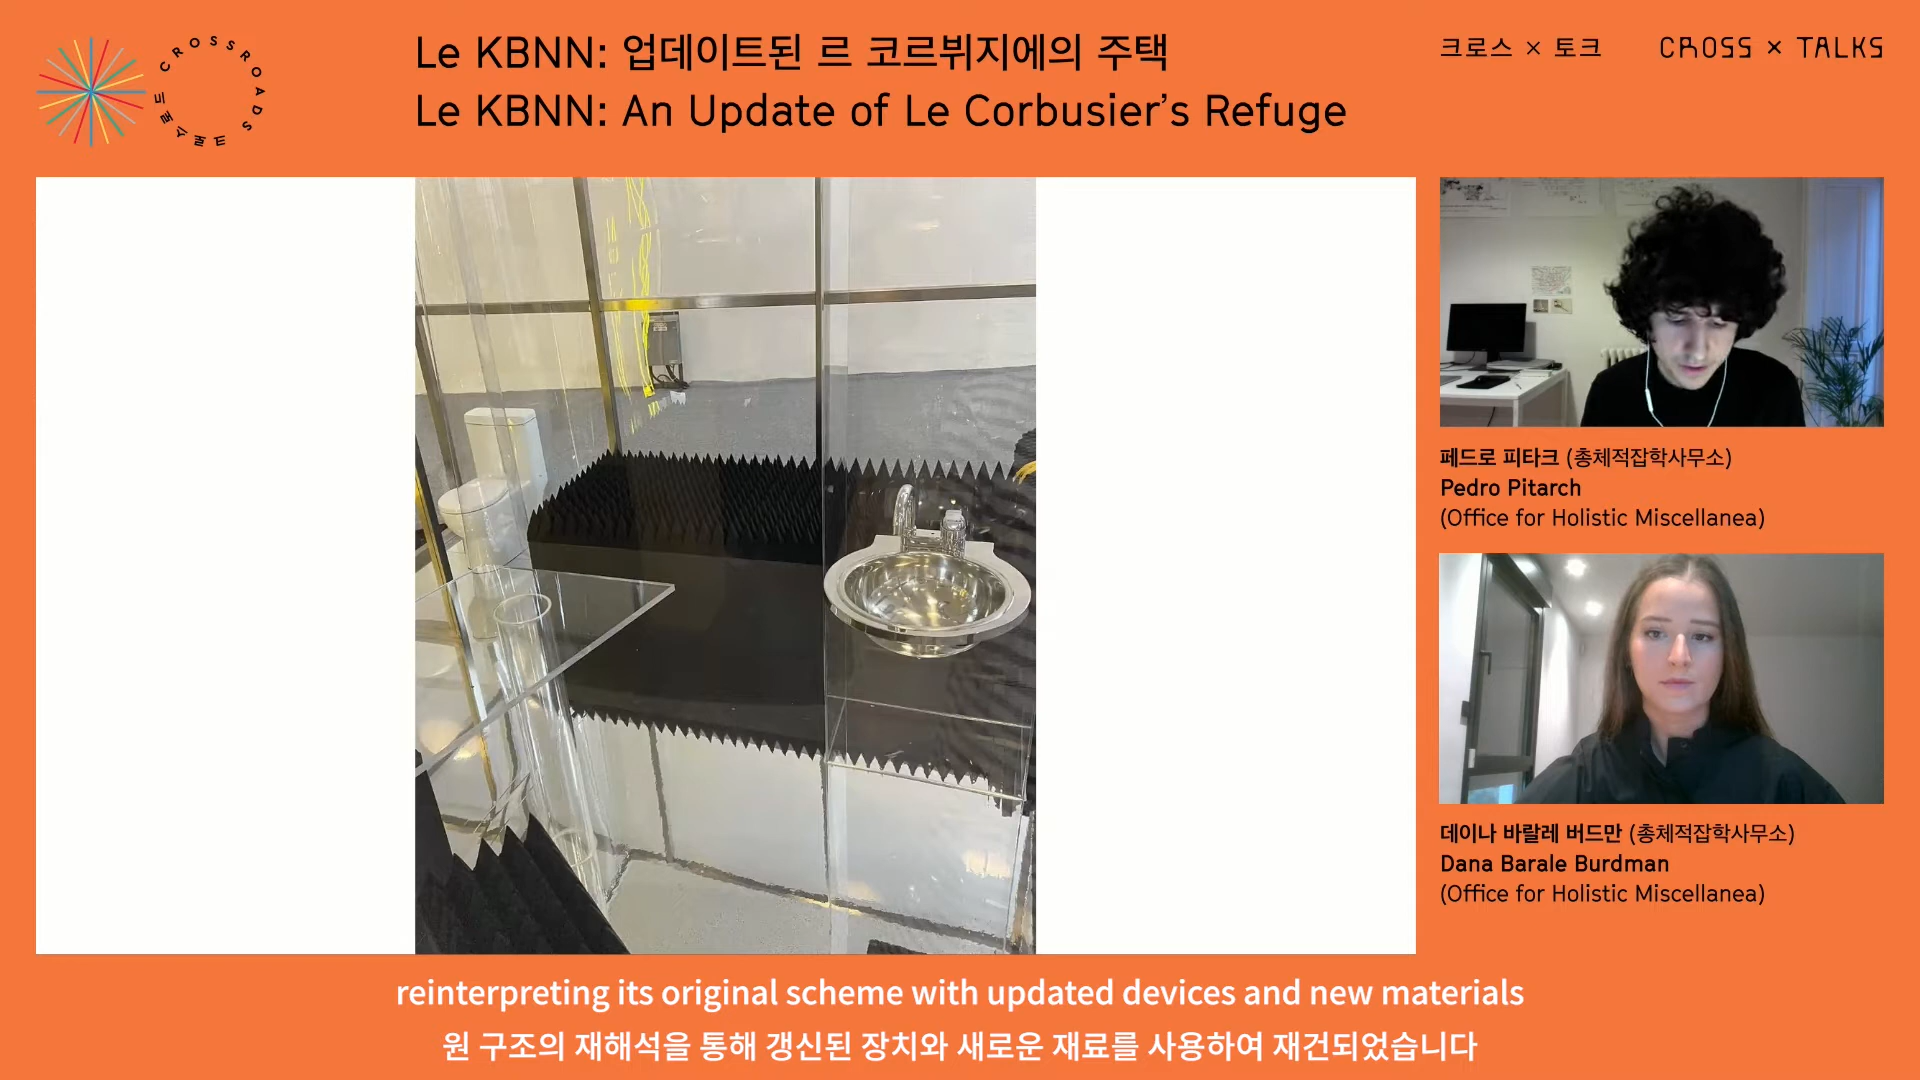 CROSSROADS
크로스로드
Le KBNN: 업데이트된 르 코르뷔지에의 주택
Le KBNN: An Update of Le Corbusier’s Refuge
크로스 × 토크
CROSS × TALKS
페드로 피타크 (총체적잡학사무소)
Pedro Pitarch
(Office for Holistic Miscellanea)
데이나 바랄레 버드만 (총체적잡학사무소)
Dana Barale Burdman
(Office for Holistic Miscellanea)
reinterpreting its original scheme with updated devices and new materials
원 구조의 재해석을 통해 갱신된 장치와 새로운 재료를 사용하여 재건되었습니다